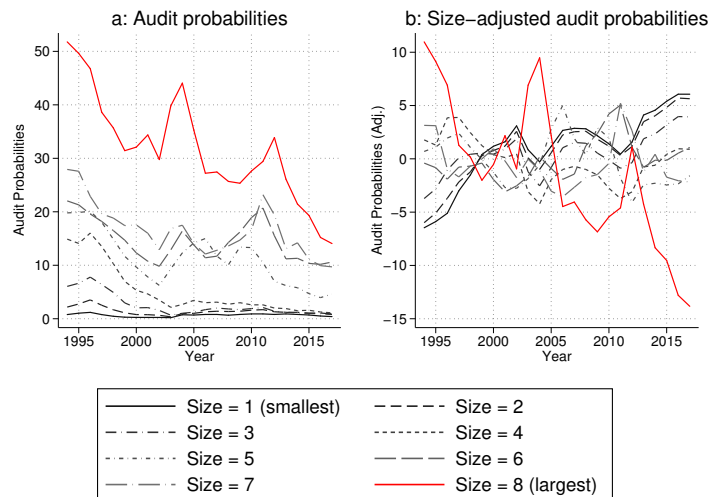 a: Audit probabilities
b: Size−adjusted audit probabilities
Audit Probabilities
50
40
30
20
10
0
1995 2000 2005 2010 2015
Year
Audit Probabilities (Adj.)
10
5
0
−5
−10
−15
1995 2000 2005 2010 2015
Year
Size = 1 (smallest) Size = 2
Size = 3 Size = 4
Size = 5 Size = 6
Size = 7 Size = 8 (largest)